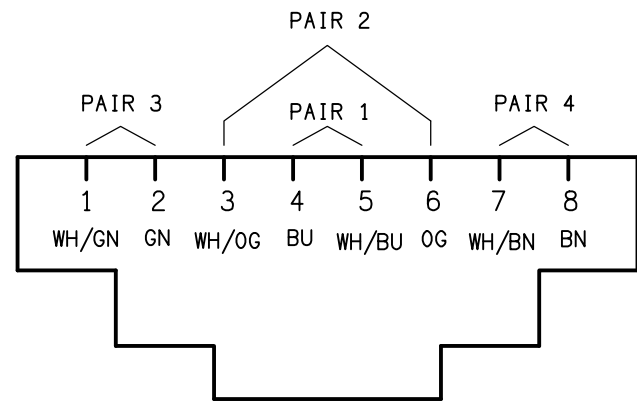 PAIR 2
PAIR 3 PAIR 1 PAIR 4
1 2 3 4 5 6 7 8
WH/GN GN WH/OG BU WH/BU OG WH/BN BN